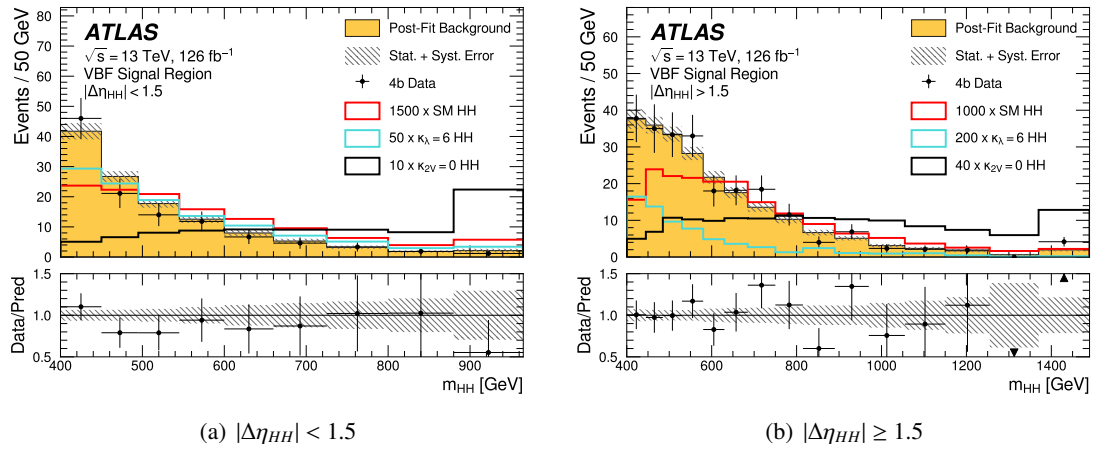 ATLAS
√s = 13 TeV, 126 fb⁻¹
VBF Signal Region
|Δη_HH| < 1.5
Post-Fit Background
Stat. + Syst. Error
4b Data
1500 x SM HH
50 x κ_λ = 6 HH
10 x κ_2V = 0 HH
Events / 50 GeV
80
70
60
50
40
30
20
10
0
Data/Pred
1.5
1.0
0.5
400 500 600 700 800 900
m_HH [GeV]
(a) |Δη_HH| < 1.5
ATLAS
√s = 13 TeV, 126 fb⁻¹
VBF Signal Region
|Δη_HH| > 1.5
Post-Fit Background
Stat. + Syst. Error
4b Data
1000 x SM HH
200 x κ_λ = 6 HH
40 x κ_2V = 0 HH
Events / 50 GeV
60
50
40
30
20
10
0
Data/Pred
1.5
1.0
0.5
400 600 800 1000 1200 1400
m_HH [GeV]
(b) |Δη_HH| ≥ 1.5